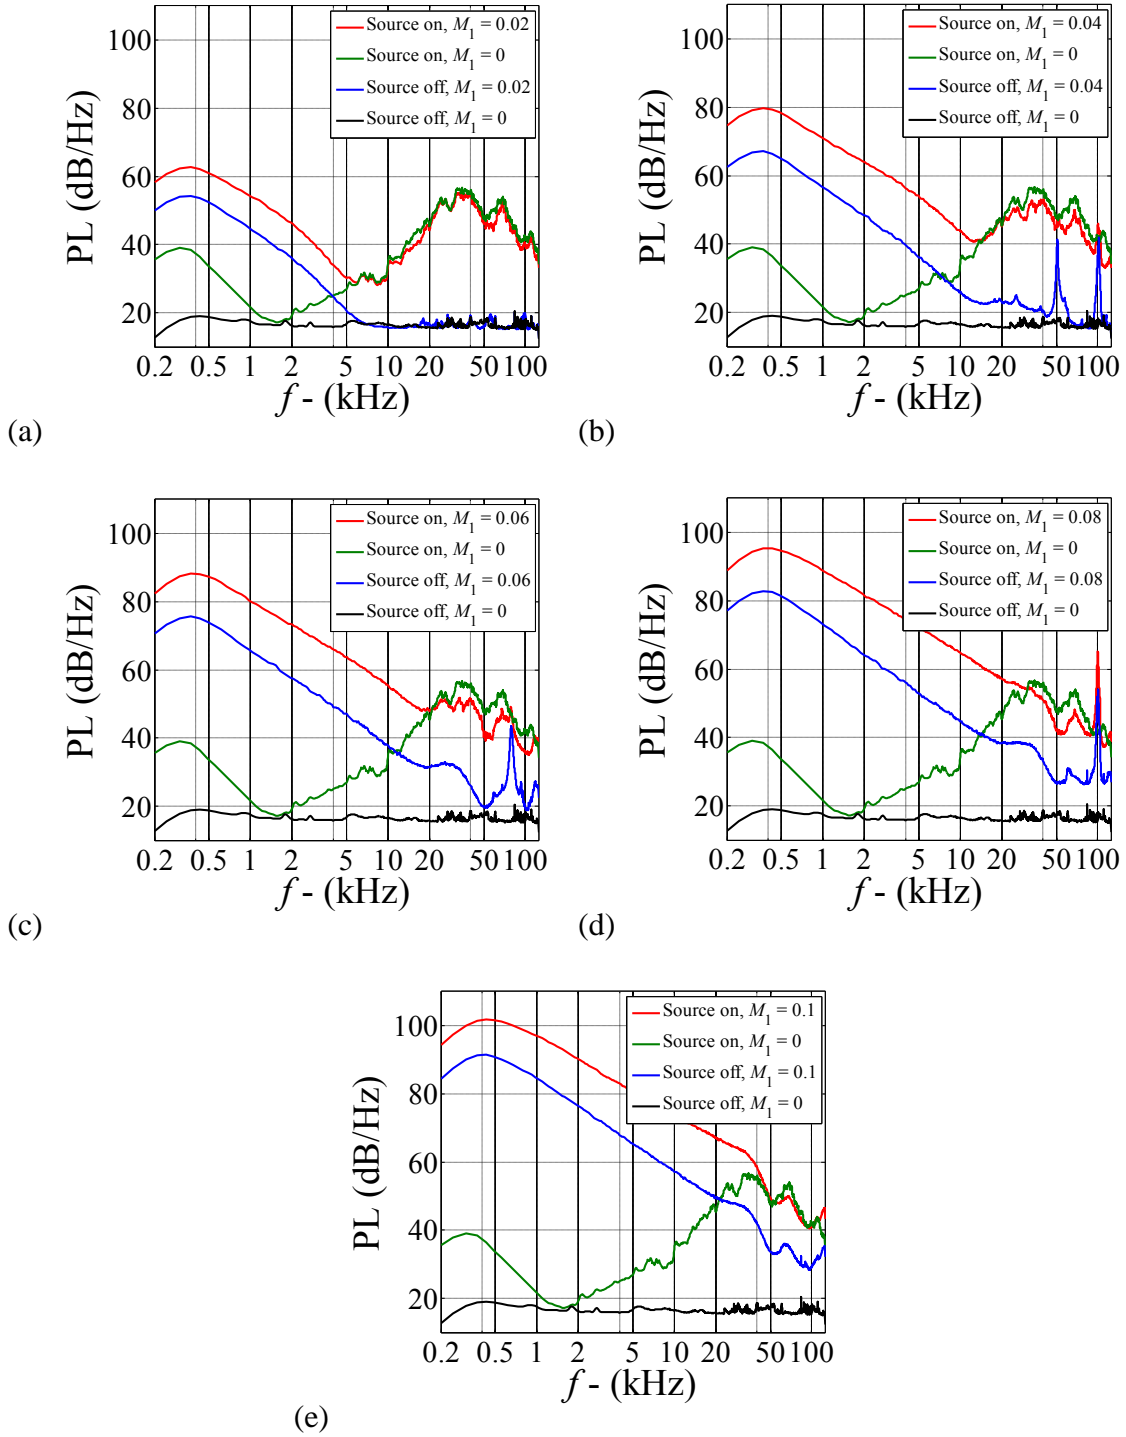 Source on, M1 = 0.02
Source on, M1 = 0
Source off, M1 = 0.02
Source off, M1 = 0
PL (dB/Hz)
100
80
60
40
20
0.2 0.5 1 2 5 10 20 50 100
f - (kHz)
(a)
Source on, M1 = 0.04
Source on, M1 = 0
Source off, M1 = 0.04
Source off, M1 = 0
PL (dB/Hz)
100
80
60
40
20
0.2 0.5 1 2 5 10 20 50 100
f - (kHz)
(b)
Source on, M1 = 0.06
Source on, M1 = 0
Source off, M1 = 0.06
Source off, M1 = 0
PL (dB/Hz)
100
80
60
40
20
0.2 0.5 1 2 5 10 20 50 100
f - (kHz)
(c)
Source on, M1 = 0.08
Source on, M1 = 0
Source off, M1 = 0.08
Source off, M1 = 0
PL (dB/Hz)
100
80
60
40
20
0.2 0.5 1 2 5 10 20 50 100
f - (kHz)
(d)
Source on, M1 = 0.1
Source on, M1 = 0
Source off, M1 = 0.1
Source off, M1 = 0
PL (dB/Hz)
100
80
60
40
20
0.2 0.5 1 2 5 10 20 50 100
f - (kHz)
(e)